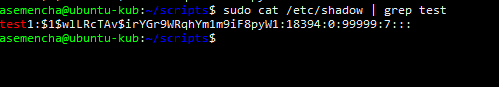 asemencha@ubuntu-kub:~/scripts$ sudo cat /etc/shadow | grep test
test1:$1$wlLRcTAv$irYGr9WRqhYm1m9iF8pyW1:18394:0:99999:7:::
asemencha@ubuntu-kub:~/scripts$